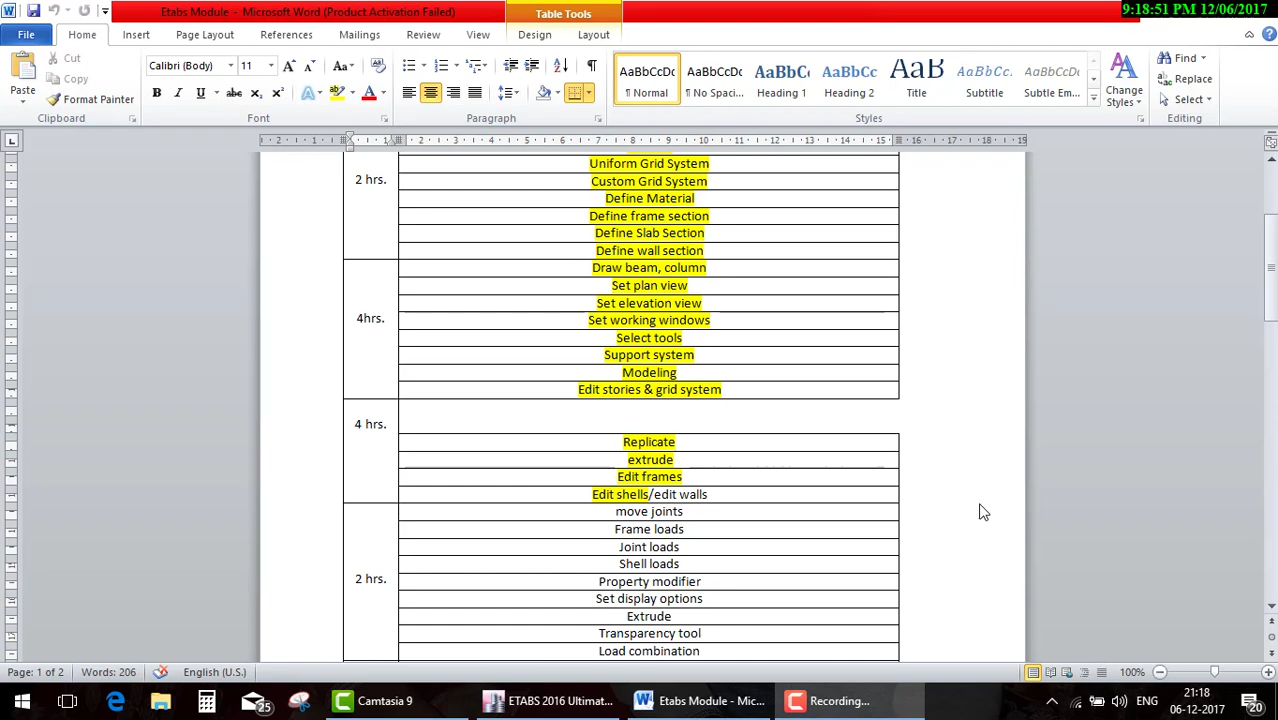 Etabs Module - Microsoft Word (Product Activation Failed)
Table Tools
9:18:51 PM 12/06/2017
File
Home
Insert
Page Layout
References
Mailings
Review
View
Design
Layout
Paste
Cut
Copy
Format Painter
Clipboard
Calibri (Body)
11
Font
Paragraph
AaBbCcDc
¶ Normal
AaBbCcDc
¶ No Spaci...
AaBbCc
Heading 1
AaBbCc
Heading 2
AaB
Title
AaBbCcL
Subtitle
AaBbCcDc
Subtle Em...
Styles
Change
Styles
Find
Replace
Select
Editing
2 hrs.
Uniform Grid System
Custom Grid System
Define Material
Define frame section
Define Slab Section
Define wall section
4hrs.
Draw beam, column
Set plan view
Set elevation view
Set working windows
Select tools
Support system
Modeling
Edit stories & grid system
4 hrs.
Replicate
extrude
Edit frames
Edit shells/edit walls
2 hrs.
move joints
Frame loads
Joint loads
Shell loads
Property modifier
Set display options
Extrude
Transparency tool
Load combination
Page: 1 of 2
Words: 206
English (U.S.)
100%
25
Camtasia 9
ETABS 2016 Ultimat...
Etabs Module - Mic...
Recording...
ENG
21:18
06-12-2017
20